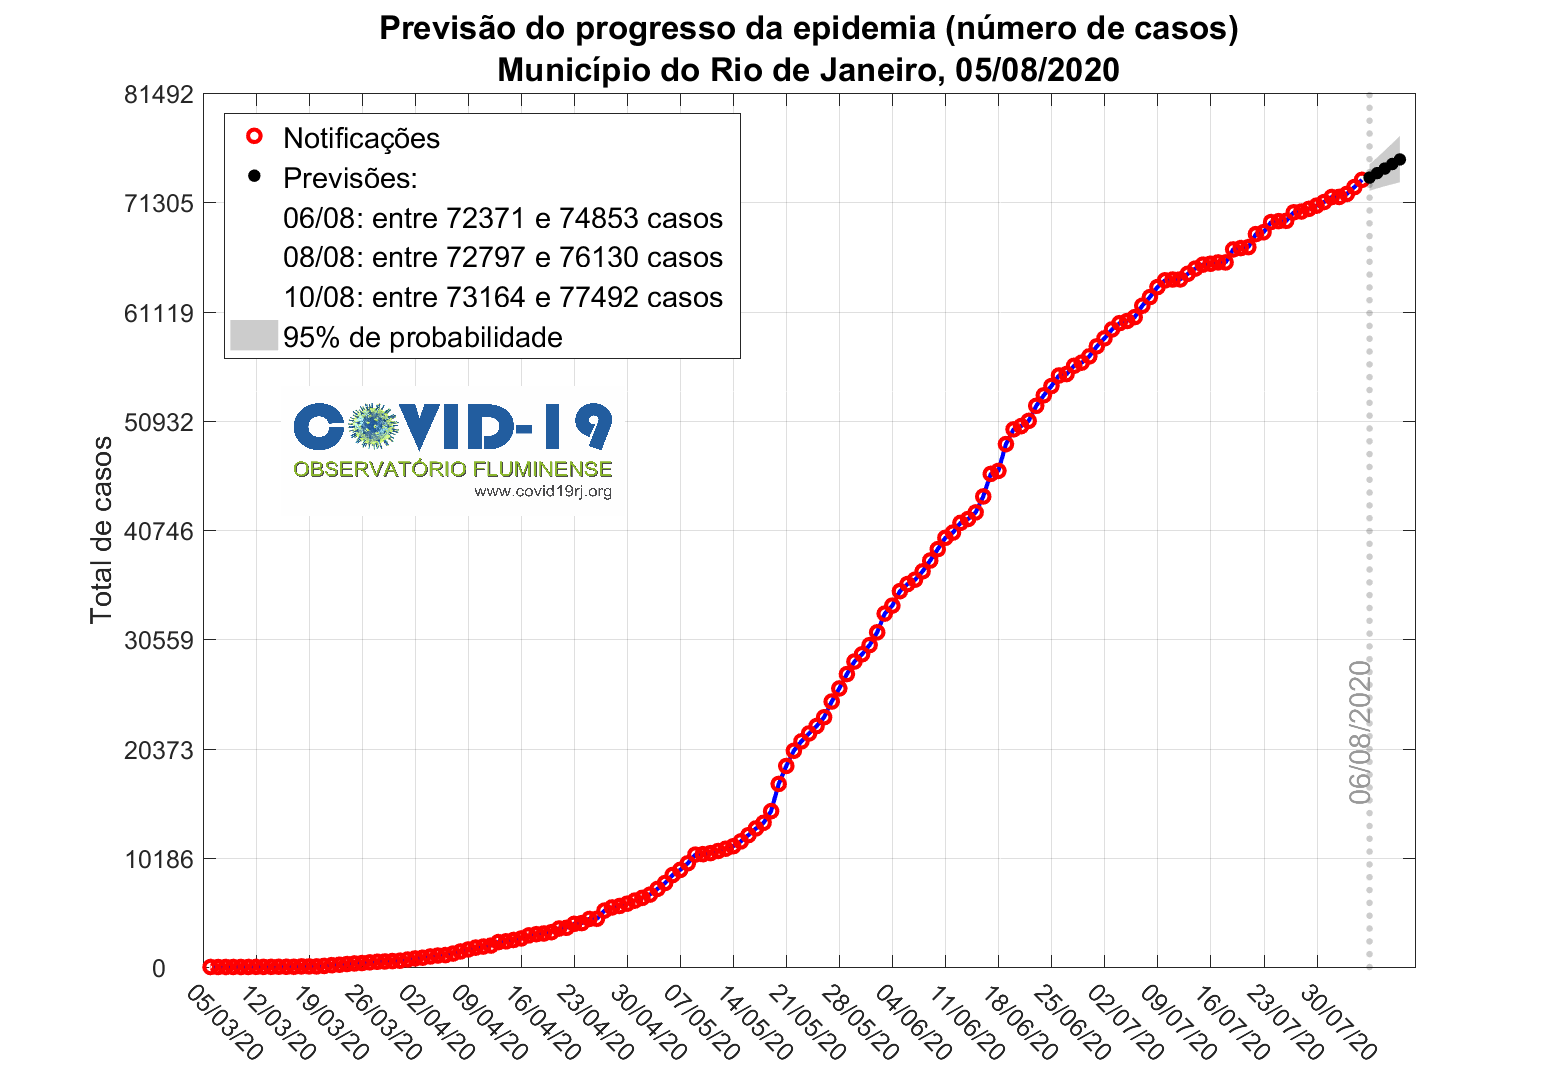 Previsão do progresso da epidemia (número de casos)
Município do Rio de Janeiro, 05/08/2020
81492
71305
61119
50932
40746
30559
20373
10186
0
Total de casos
Notificações
Previsões:
06/08: entre 72371 e 74853 casos
08/08: entre 72797 e 76130 casos
10/08: entre 73164 e 77492 casos
95% de probabilidade
COVID-19
OBSERVATÓRIO FLUMINENSE
www.covid19rj.org
06/08/2020
05/03/20
12/03/20
19/03/20
26/03/20
02/04/20
09/04/20
16/04/20
23/04/20
30/04/20
07/05/20
14/05/20
21/05/20
28/05/20
04/06/20
11/06/20
18/06/20
25/06/20
02/07/20
09/07/20
16/07/20
23/07/20
30/07/20